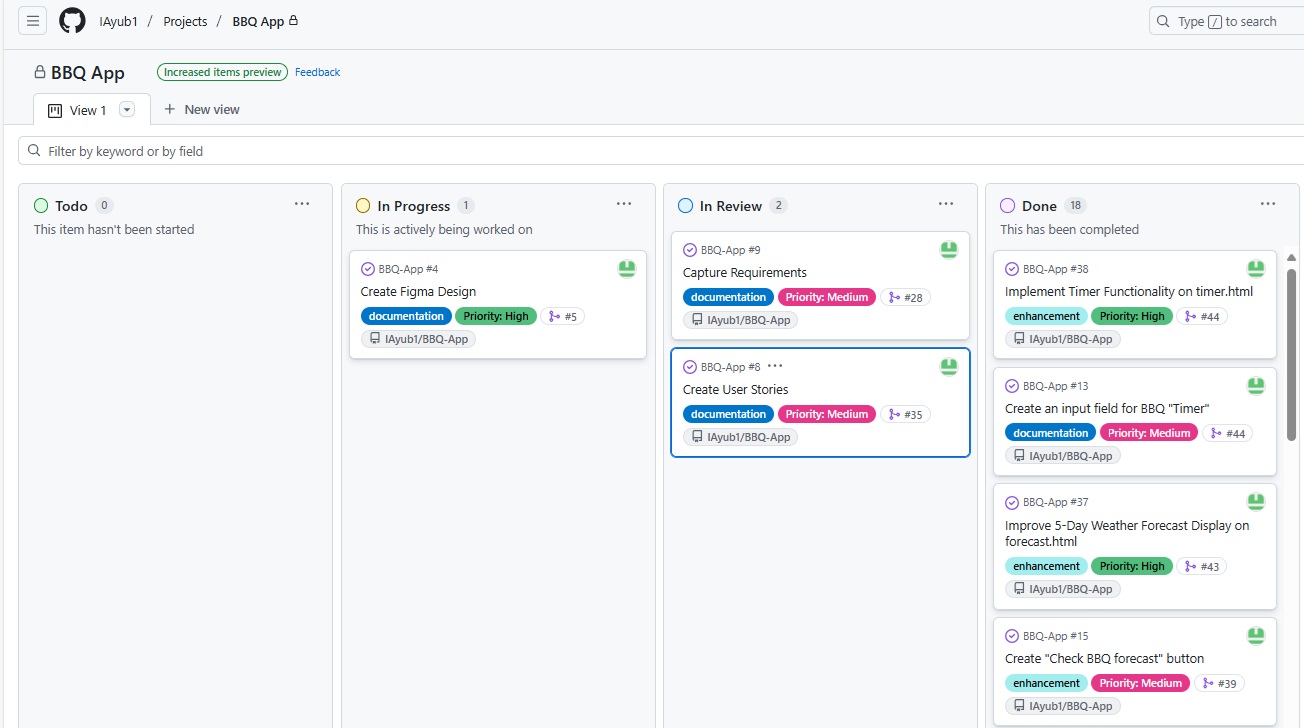 IAyub1 / Projects / BBQ App
Type / to search
BBQ App Increased items preview Feedback
View 1 + New view
Filter by keyword or by field
Todo 0 ...
This item hasn't been started
In Progress 1 ...
This is actively being worked on
BBQ-App #4
Create Figma Design
documentation Priority: High #5
IAyub1/BBQ-App
In Review 2 ...
BBQ-App #9
Capture Requirements
documentation Priority: Medium #28
IAyub1/BBQ-App
BBQ-App #8 ...
Create User Stories
documentation Priority: Medium #35
IAyub1/BBQ-App
Done 18 ...
This has been completed
BBQ-App #38
Implement Timer Functionality on timer.html
enhancement Priority: High #44
IAyub1/BBQ-App
BBQ-App #13
Create an input field for BBQ "Timer"
documentation Priority: Medium #44
IAyub1/BBQ-App
BBQ-App #37
Improve 5-Day Weather Forecast Display on
forecast.html
enhancement Priority: High #43
IAyub1/BBQ-App
BBQ-App #15
Create "Check BBQ forecast" button
enhancement Priority: Medium #39
IAyub1/BBQ-App